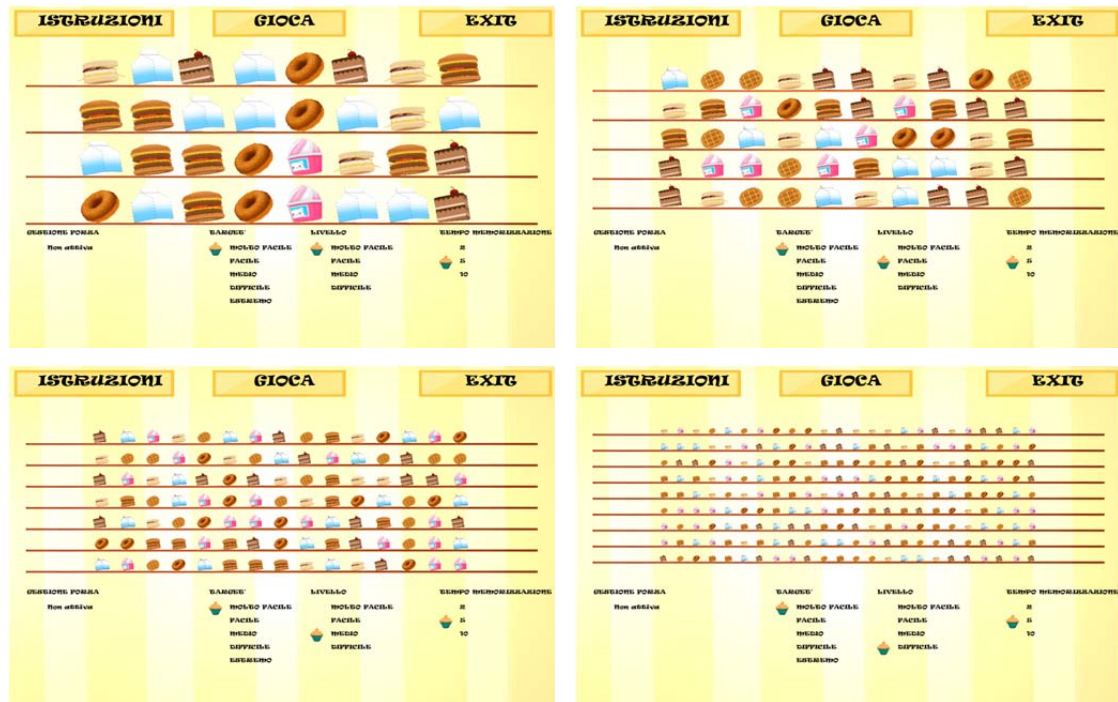 ISTRUZIONI GIOCA EXIT
GESTIONE FORZA TARGET' LIVELLO TEMPO MEMORIZZAZIONE
Non attiva MOLTO FACILE MOLTO FACILE 2
FACILE FACILE 5
MEDIO MEDIO 10
DIFFICILE DIFFICILE
ESTREMO
ISTRUZIONI GIOCA EXIT
GESTIONE FORZA TARGET' LIVELLO TEMPO MEMORIZZAZIONE
Non attiva MOLTO FACILE MOLTO FACILE 2
FACILE FACILE 5
MEDIO MEDIO 10
DIFFICILE DIFFICILE
ESTREMO
ISTRUZIONI GIOCA EXIT
GESTIONE FORZA TARGET' LIVELLO TEMPO MEMORIZZAZIONE
Non attiva MOLTO FACILE MOLTO FACILE 2
FACILE FACILE 5
MEDIO MEDIO 10
DIFFICILE DIFFICILE
ESTREMO
ISTRUZIONI GIOCA EXIT
GESTIONE FORZA TARGET' LIVELLO TEMPO MEMORIZZAZIONE
Non attiva MOLTO FACILE MOLTO FACILE 2
FACILE FACILE 5
MEDIO MEDIO 10
DIFFICILE DIFFICILE
ESTREMO